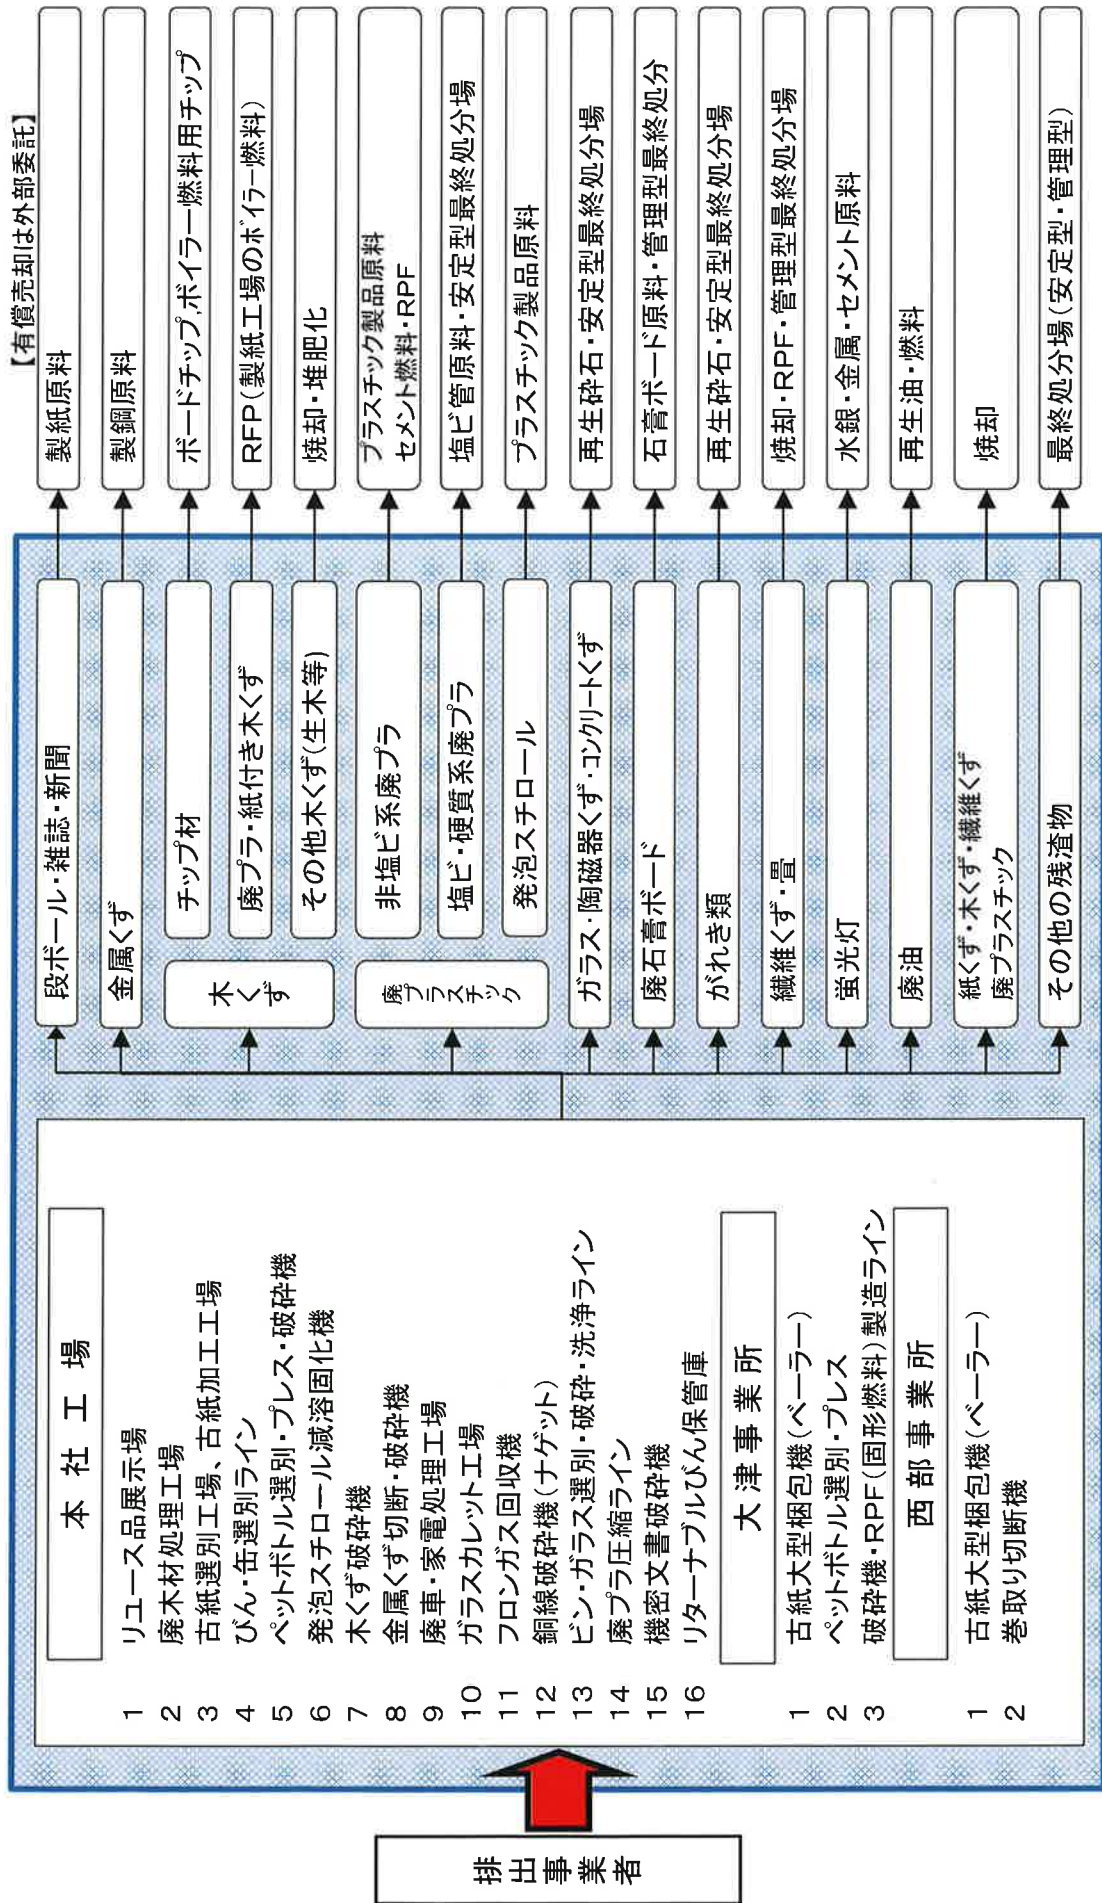 【有償売却は外部委託】
排出事業者
本社工場
1 リュース品展示場
2 廃木材処理工場
3 古紙選別工場、古紙加工工場
4 びん・缶選別ライン
5 ペットボトル選別・プレス・破砕機
6 発泡スチロール減溶固化機
7 木くず破砕機
8 金属くず切断・破砕機
9 廃車・家電処理工場
10 ガラスカレット工場
11 フロンガス回収機
12 銅線破砕機(ナゲット)
13 ビン・ガラス選別・破砕・洗浄ライン
14 廃プラ圧縮ライン
15 機密文書破砕機
16 リターナブルびん保管庫
大津事業所
1 古紙大型梱包機(ベーラー)
2 ペットボトル選別・プレス
3 破砕機・RPF(固形燃料)製造ライン
西部事業所
1 古紙大型梱包機(ベーラー)
2 巻取り切断機
段ボール・雑誌・新聞
製紙原料
金属くず
製鋼原料
木くず
チップ材
ボードチップ,ボイラー燃料用チップ
廃プラ・紙付き木くず
RFP(製紙工場のボイラー燃料)
その他木くず(生木等)
焼却・堆肥化
廃プラスチック
非塩ビ系廃プラ
プラスチック製品原料
セメント燃料・RPF
塩ビ・硬質系廃プラ
塩ビ管原料・安定型最終処分場
発泡スチロール
プラスチック製品原料
ガラス・陶磁器くず・コンクリートくず
再生砕石・安定型最終処分場
廃石膏ボード
石膏ボード原料・管理型最終処分
がれき類
再生砕石・安定型最終処分場
繊維くず・畳
焼却・RPF・管理型最終処分場
蛍光灯
水銀・金属・セメント原料
廃油
再生油・燃料
紙くず・木くず・繊維くず
廃プラスチック
焼却
その他の残渣物
最終処分場(安定型・管理型)